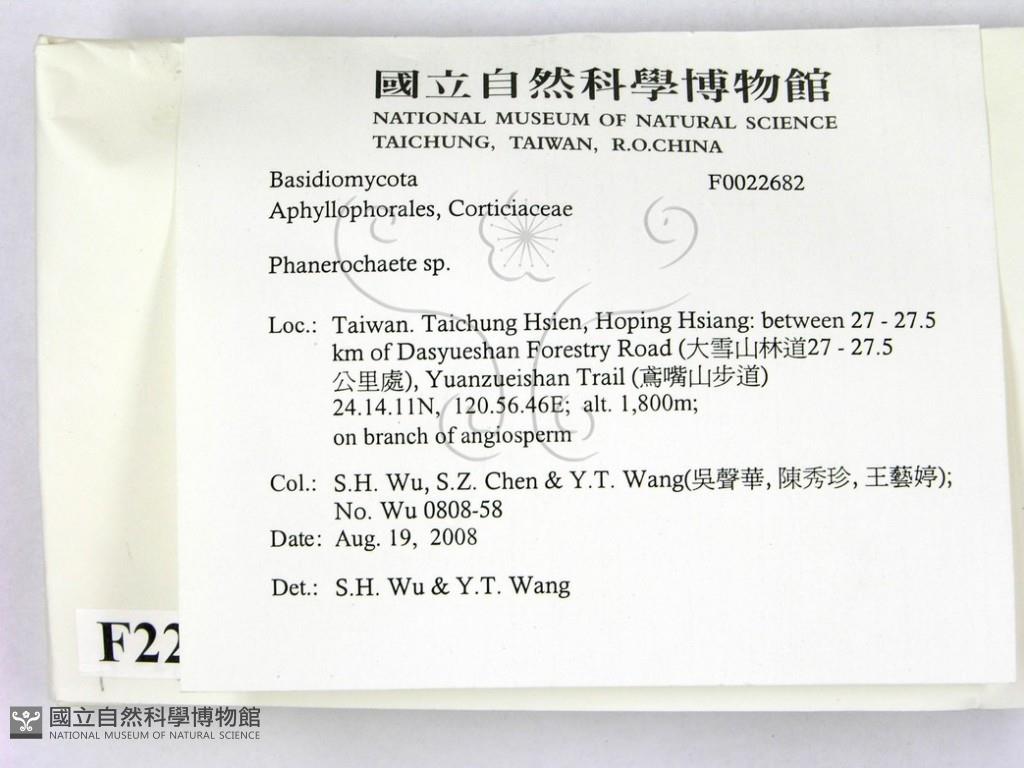 國立自然科學博物館
NATIONAL MUSEUM OF NATURAL SCIENCE
TAICHUNG, TAIWAN, R.O.CHINA
Basidiomycota F0022682
Aphyllophorales, Corticiaceae
Phanerochaete sp.
Loc.: Taiwan. Taichung Hsien, Hoping Hsiang: between 27 - 27.5
km of Dasyueshan Forestry Road (大雪山林道27 - 27.5
公里處), Yuanzueishan Trail (鳶嘴山步道)
24.14.11N, 120.56.46E; alt. 1,800m;
on branch of angiosperm
Col.: S.H. Wu, S.Z. Chen & Y.T. Wang(吳聲華, 陳秀珍, 王藝婷);
No. Wu 0808-58
Date: Aug. 19, 2008
Det.: S.H. Wu & Y.T. Wang
F22
國立自然科學博物館
NATIONAL MUSEUM OF NATURAL SCIENCE